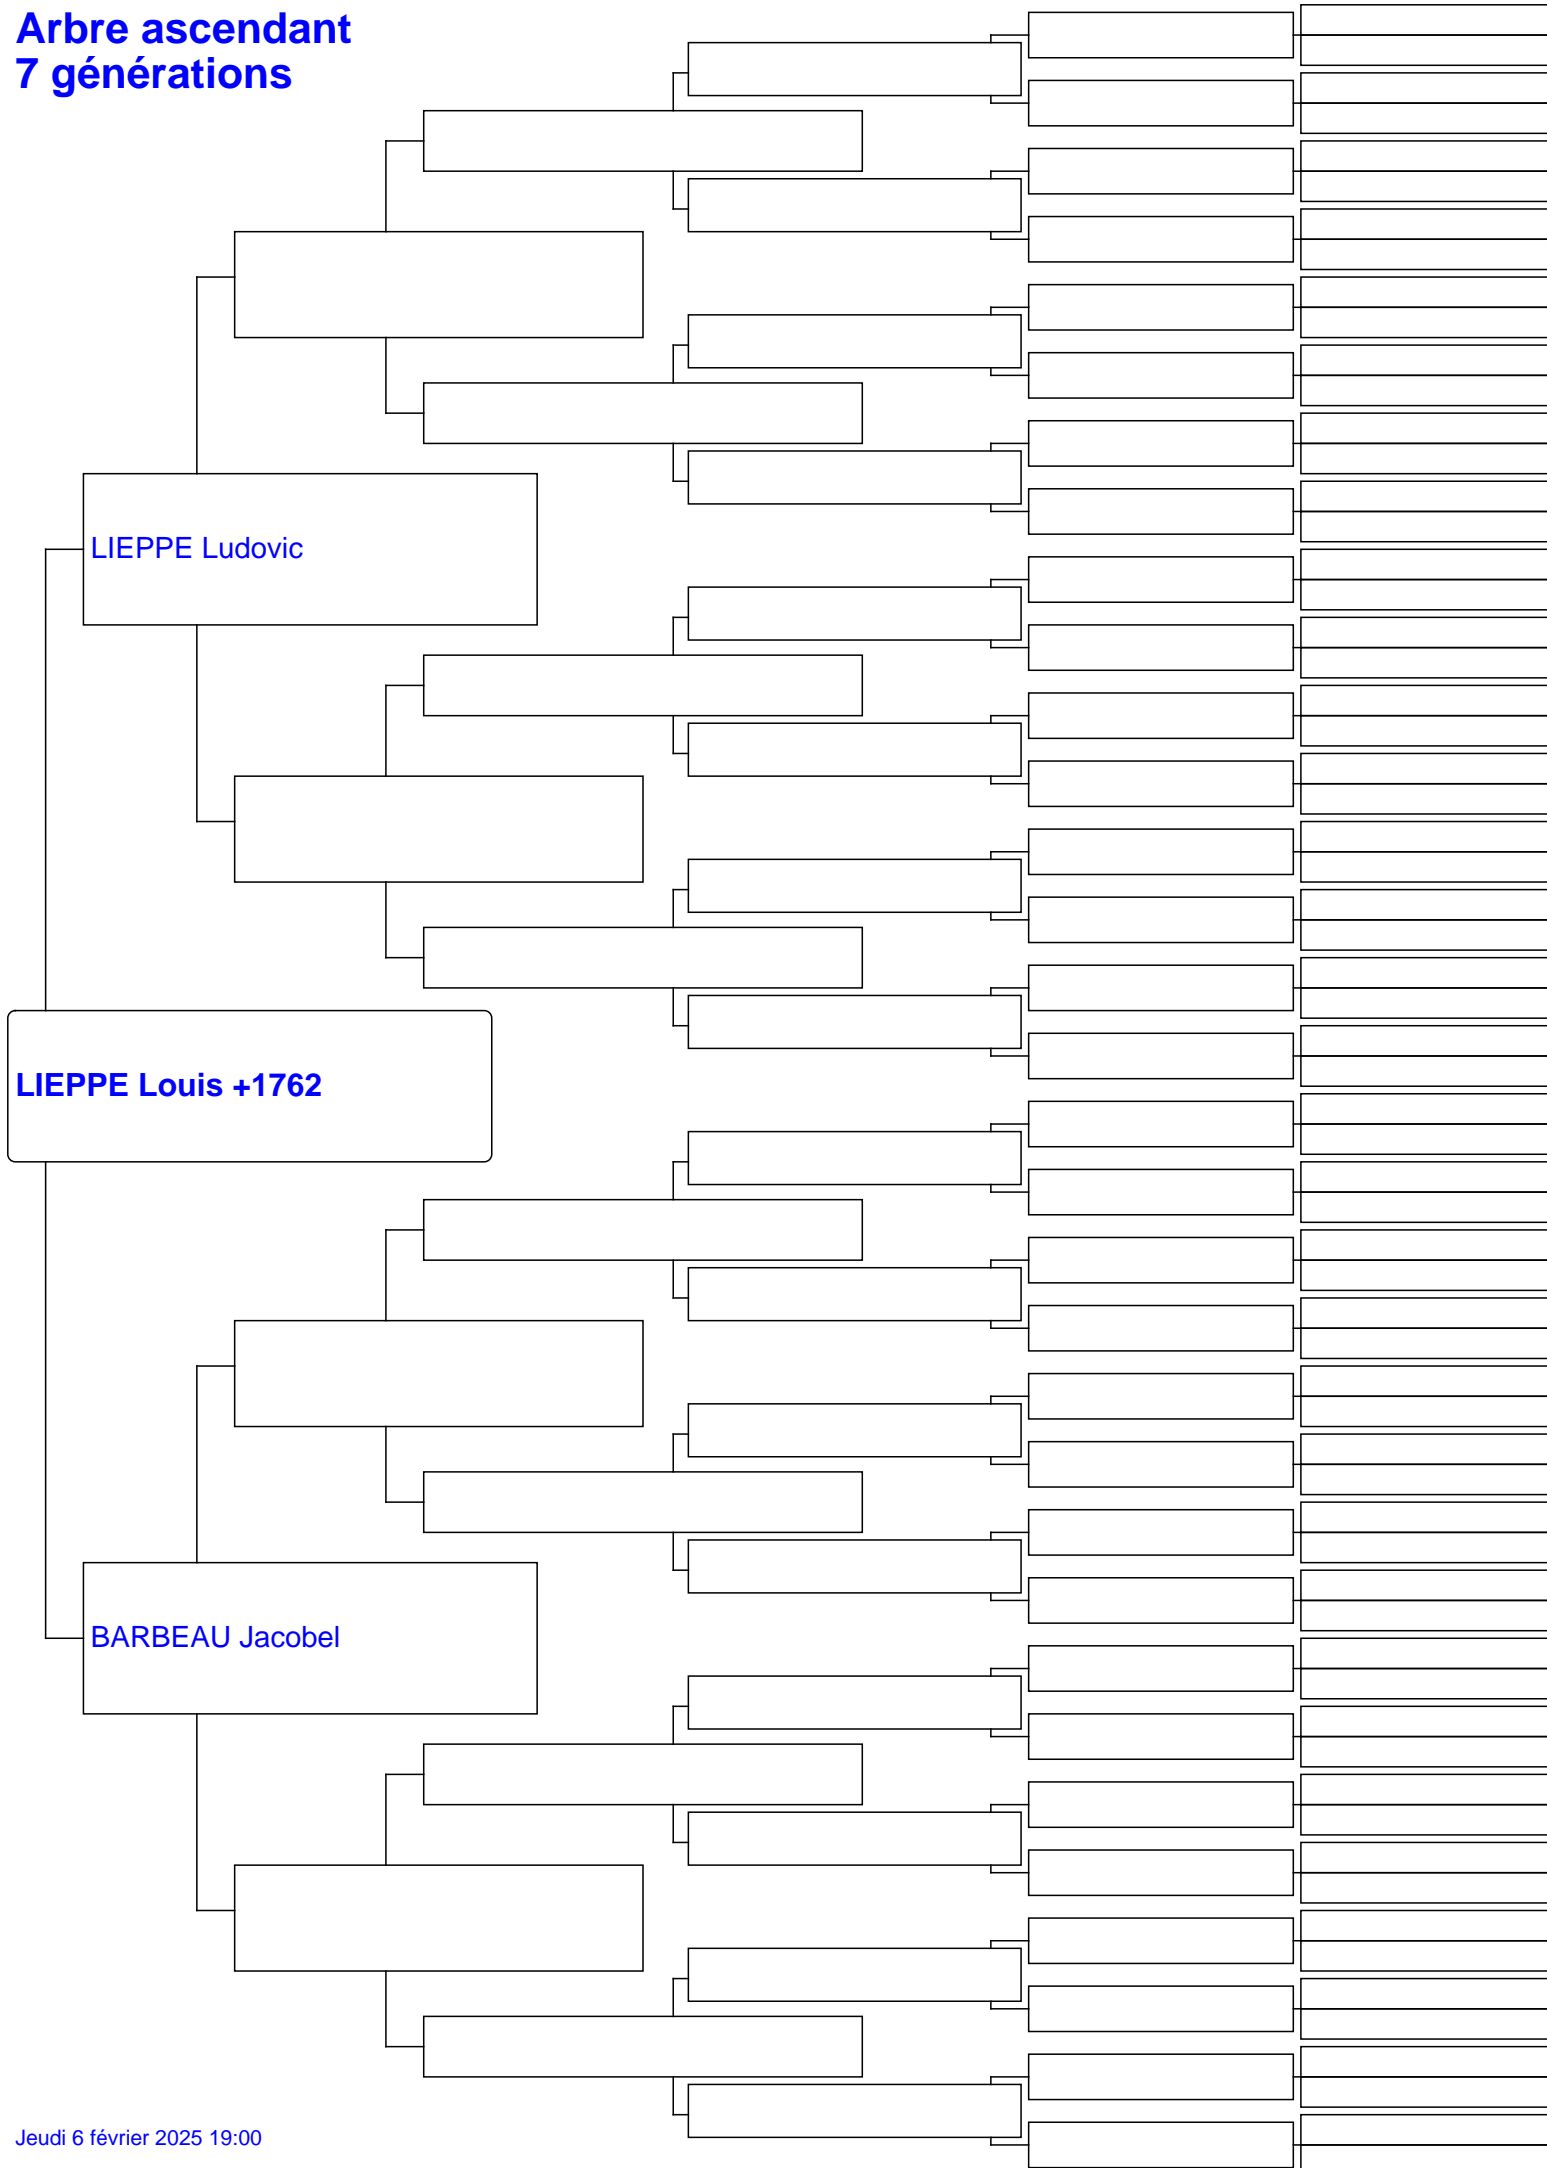 Arbre ascendant
7 générations
LIEPPE Ludovic
LIEPPE Louis +1762
BARBEAU Jacobel
Jeudi 6 février 2025 19:00